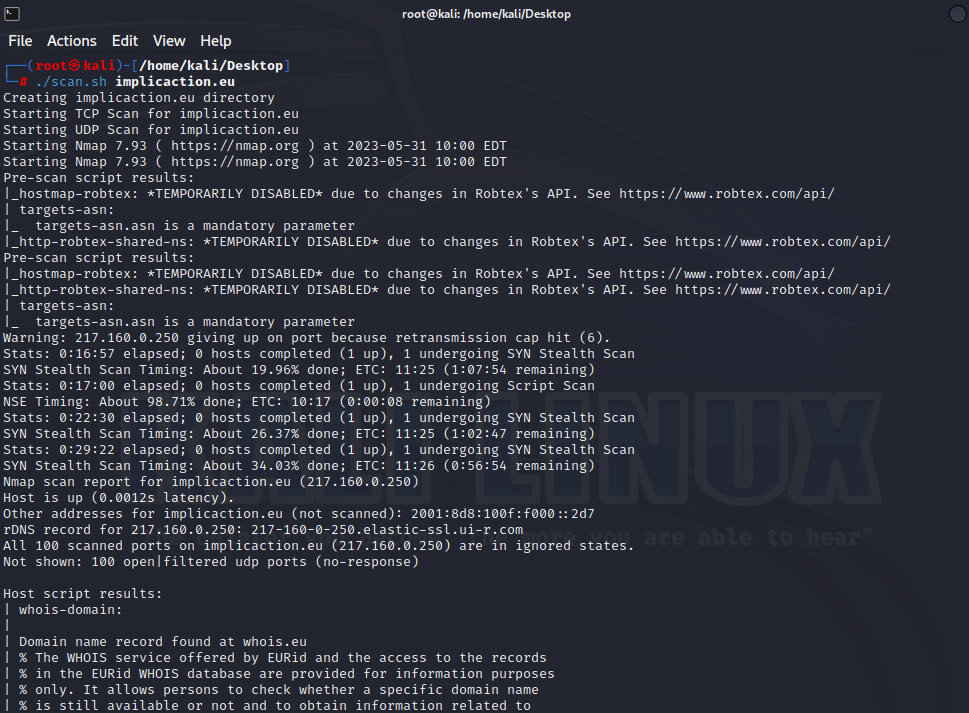 root@kali: /home/kali/Desktop
File Actions Edit View Help
┌──(root㉿kali)-[/home/kali/Desktop]
└─# ./scan.sh implicaction.eu
Creating implicaction.eu directory
Starting TCP Scan for implicaction.eu
Starting UDP Scan for implicaction.eu
Starting Nmap 7.93 ( https://nmap.org ) at 2023-05-31 10:00 EDT
Starting Nmap 7.93 ( https://nmap.org ) at 2023-05-31 10:00 EDT
Pre-scan script results:
|_hostmap-robtex: *TEMPORARILY DISABLED* due to changes in Robtex's API. See https://www.robtex.com/api/
| targets-asn:
|_  targets-asn.asn is a mandatory parameter
|_http-robtex-shared-ns: *TEMPORARILY DISABLED* due to changes in Robtex's API. See https://www.robtex.com/api/
Pre-scan script results:
|_hostmap-robtex: *TEMPORARILY DISABLED* due to changes in Robtex's API. See https://www.robtex.com/api/
|_http-robtex-shared-ns: *TEMPORARILY DISABLED* due to changes in Robtex's API. See https://www.robtex.com/api/
| targets-asn:
|_  targets-asn.asn is a mandatory parameter
Warning: 217.160.0.250 giving up on port because retransmission cap hit (6).
Stats: 0:16:57 elapsed; 0 hosts completed (1 up), 1 undergoing SYN Stealth Scan
SYN Stealth Scan Timing: About 19.96% done; ETC: 11:25 (1:07:54 remaining)
Stats: 0:17:00 elapsed; 0 hosts completed (1 up), 1 undergoing Script Scan
NSE Timing: About 98.71% done; ETC: 10:17 (0:00:08 remaining)
Stats: 0:22:30 elapsed; 0 hosts completed (1 up), 1 undergoing SYN Stealth Scan
SYN Stealth Scan Timing: About 26.37% done; ETC: 11:25 (1:02:47 remaining)
Stats: 0:29:22 elapsed; 0 hosts completed (1 up), 1 undergoing SYN Stealth Scan
SYN Stealth Scan Timing: About 34.03% done; ETC: 11:26 (0:56:54 remaining)
Nmap scan report for implicaction.eu (217.160.0.250)
Host is up (0.0012s latency).
Other addresses for implicaction.eu (not scanned): 2001:8d8:100f:f000::2d7
rDNS record for 217.160.0.250: 217-160-0-250.elastic-ssl.ui-r.com
All 100 scanned ports on implicaction.eu (217.160.0.250) are in ignored states.
Not shown: 100 open|filtered udp ports (no-response)
Host script results:
| whois-domain:
|
| Domain name record found at whois.eu
| % The WHOIS service offered by EURid and the access to the records
| % in the EURid WHOIS database are provided for information purposes
| % only. It allows persons to check whether a specific domain name
| % is still available or not and to obtain information related to
KALI LINUX
you are able to hear"